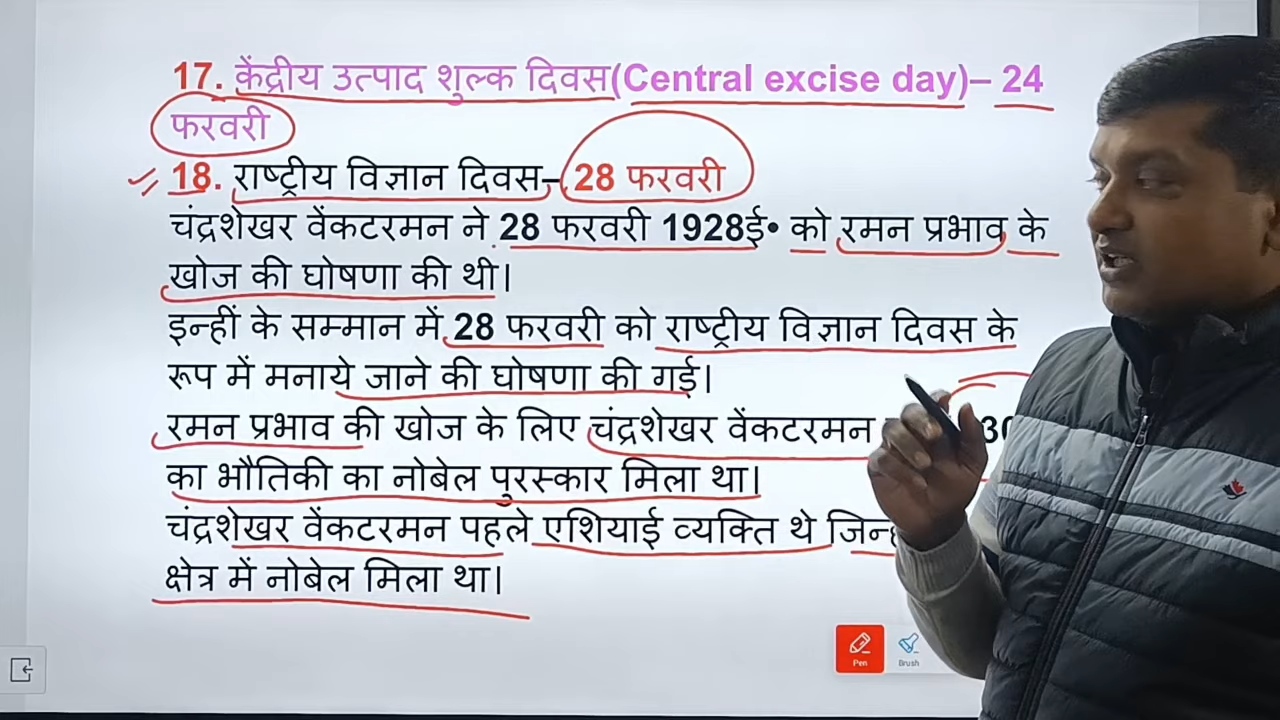 17. केंद्रीय उत्पाद शुल्क दिवस(Central excise day)– 24
फरवरी
18. राष्ट्रीय विज्ञान दिवस– 28 फरवरी
चंद्रशेखर वेंकटरमन ने 28 फरवरी 1928ई• को रमन प्रभाव के
खोज की घोषणा की थी।
इन्हीं के सम्मान में 28 फरवरी को राष्ट्रीय विज्ञान दिवस के
रूप में मनाये जाने की घोषणा की गई।
रमन प्रभाव की खोज के लिए चंद्रशेखर वेंकटरमन
का भौतिकी का नोबेल पुरस्कार मिला था।
चंद्रशेखर वेंकटरमन पहले एशियाई व्यक्ति थे
क्षेत्र में नोबेल मिला था।
Pen Brush